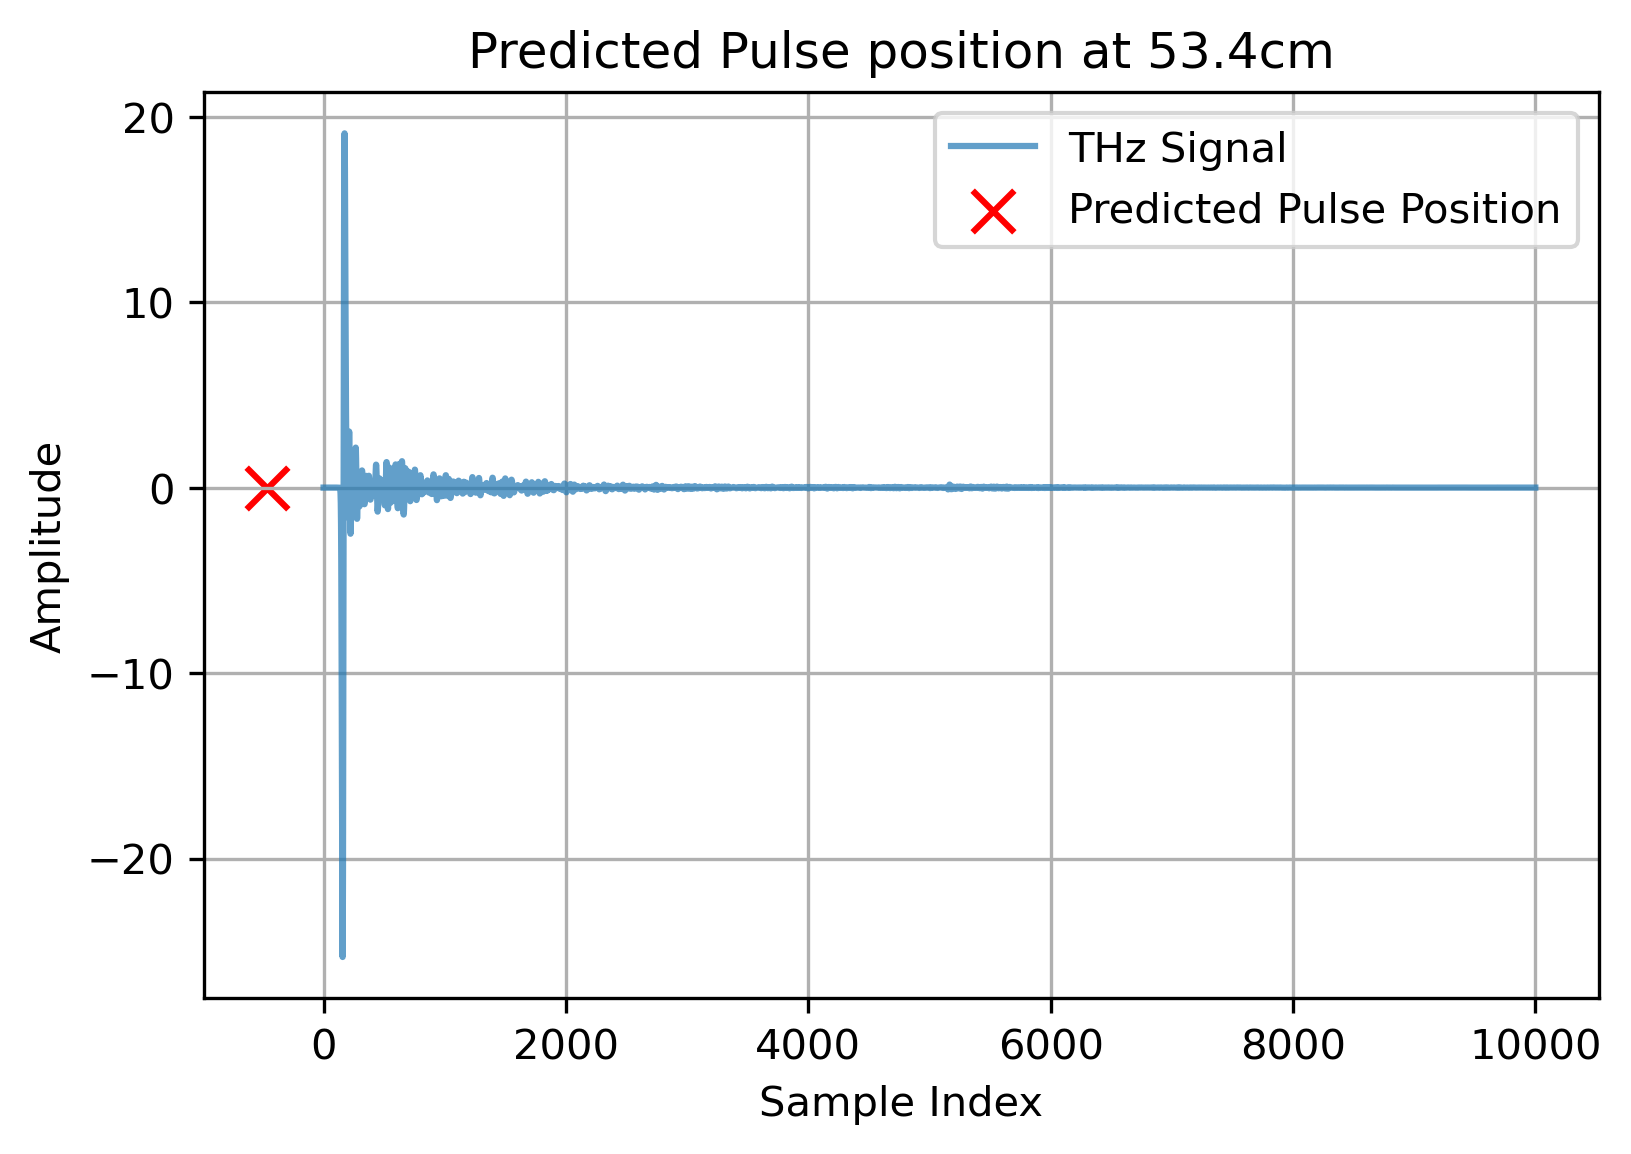 Predicted Pulse position at 53.4cm
20
10
0
−10
−20
Amplitude
THz Signal
Predicted Pulse Position
0 2000 4000 6000 8000 10000
Sample Index